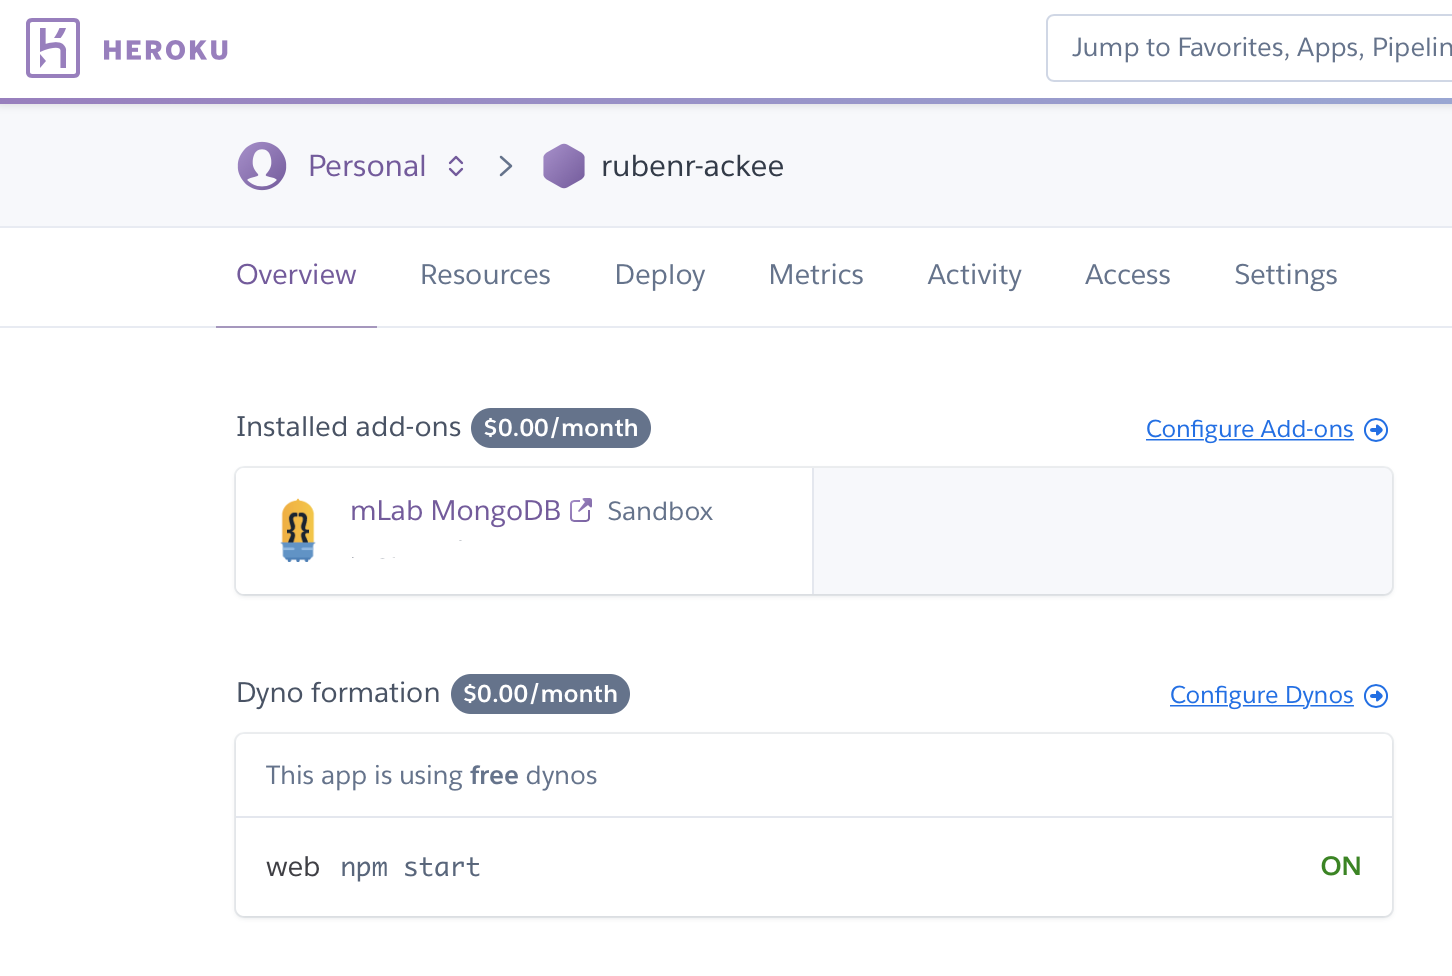 HEROKU
Jump to Favorites, Apps, Pipelin
Personal
rubenr-ackee
Overview Resources Deploy Metrics Activity Access Settings
Installed add-ons $0.00/month Configure Add-ons
mLab MongoDB Sandbox
Dyno formation $0.00/month Configure Dynos
This app is using free dynos
web npm start ON